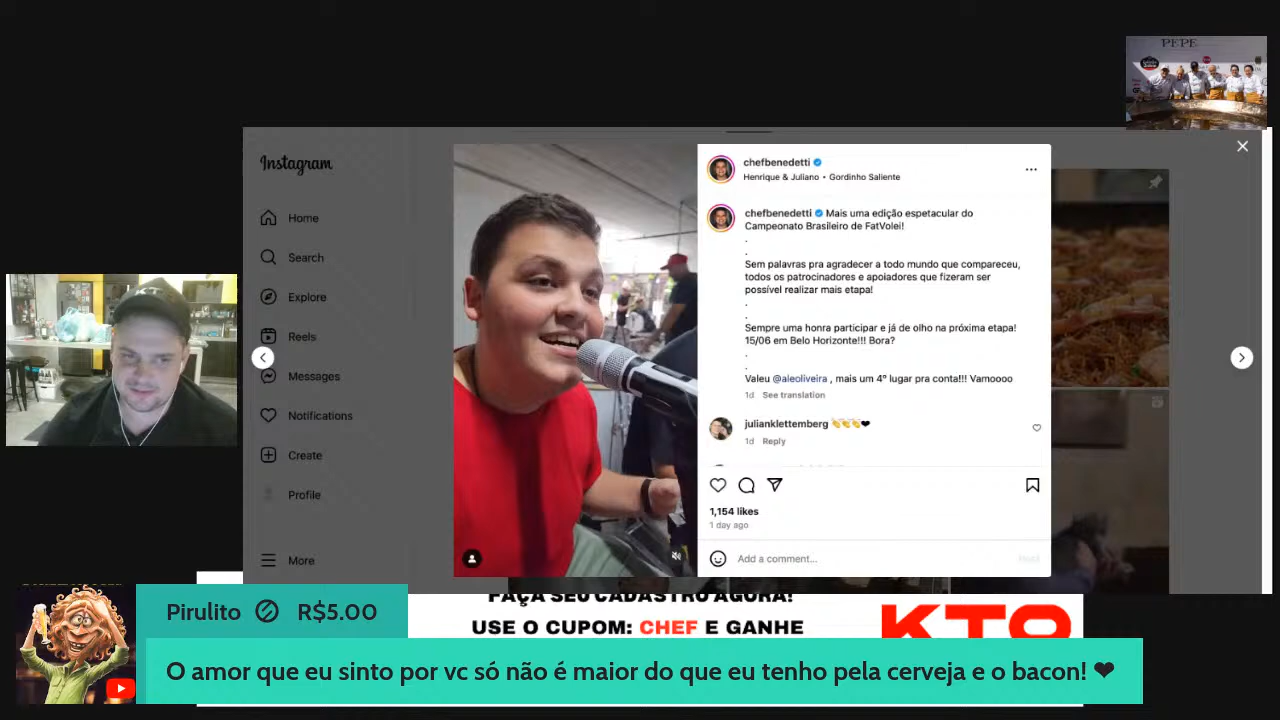 PEPE
Instagram
Home
Search
Explore
Reels
Messages
Notifications
Create
Profile
More
chefbenedetti
Henrique & Juliano • Gordinho Saliente
chefbenedetti Mais uma edição espetacular do
Campeonato Brasileiro de FatVolei!
.
.
Sem palavras pra agradecer a todo mundo que compareceu,
todos os patrocinadores e apoiadores que fizeram ser
possível realizar mais etapa!
.
.
Sempre uma honra participar e já de olho na próxima etapa!
15/06 em Belo Horizonte!!! Bora?
.
.
Valeu @aleoliveira , mais um 4º lugar pra conta!!! Vamoooo
1d See translation
julianklettemberg 👏👏👏❤
1d Reply
1,154 likes
1 day ago
Add a comment...
Post
FAÇA SEU CADASTRO AGORA!
USE O CUPOM: CHEF E GANHE
KTO
Pirulito R$5.00
O amor que eu sinto por vc só não é maior do que eu tenho pela cerveja e o bacon! ❤